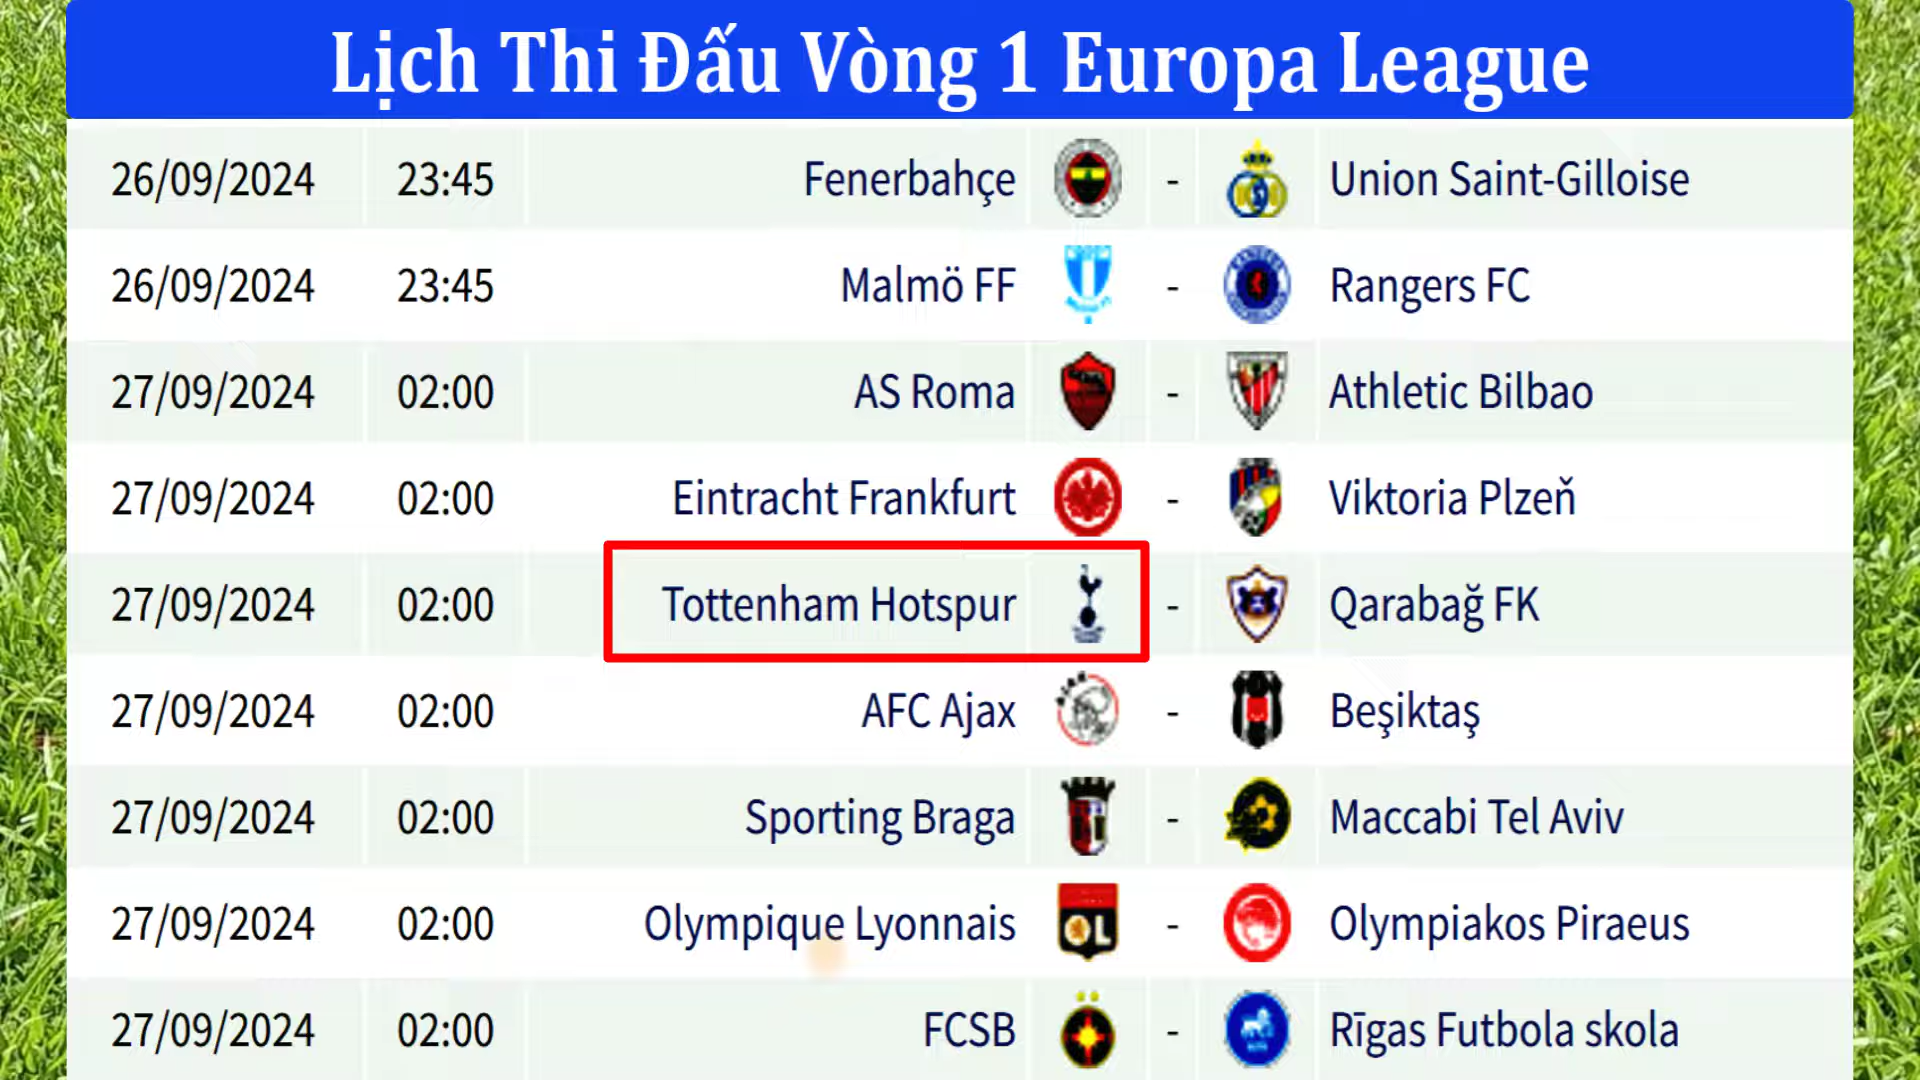 Lịch Thi Đấu Vòng 1 Europa League
26/09/2024 23:45 Fenerbahçe - Union Saint-Gilloise
26/09/2024 23:45 Malmö FF - Rangers FC
27/09/2024 02:00 AS Roma - Athletic Bilbao
27/09/2024 02:00 Eintracht Frankfurt - Viktoria Plzeň
27/09/2024 02:00 Tottenham Hotspur - Qarabağ FK
27/09/2024 02:00 AFC Ajax - Beşiktaş
27/09/2024 02:00 Sporting Braga - Maccabi Tel Aviv
27/09/2024 02:00 Olympique Lyonnais OL - Olympiakos Piraeus
27/09/2024 02:00 FCSB - Rīgas Futbola skola